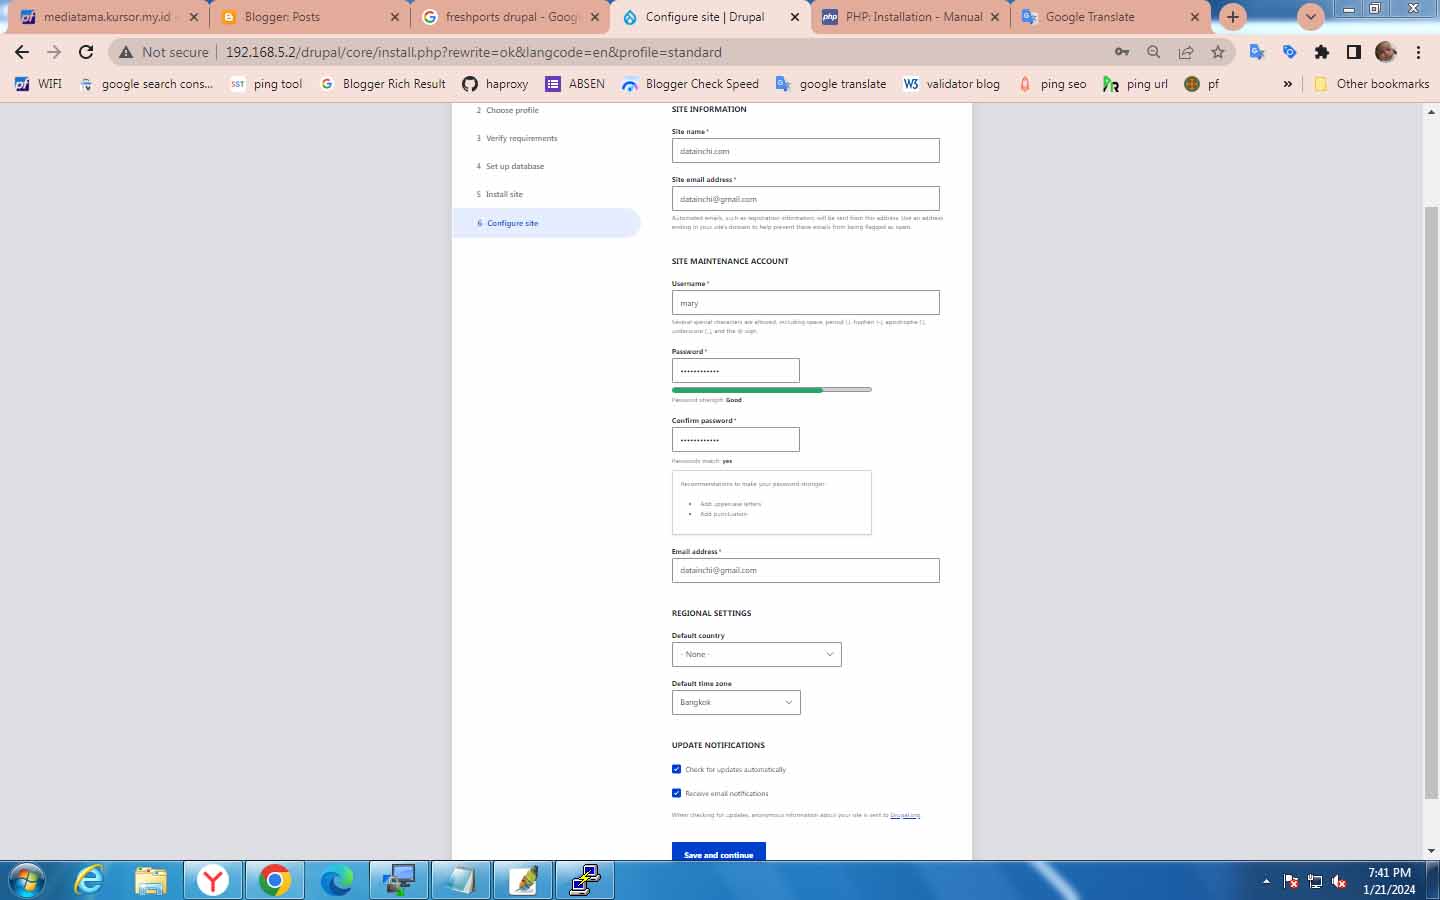 mediatama.kursor.my.id -
Blogger: Posts
freshports drupal - Goog
Configure site | Drupal
PHP: Installation - Manual
Google Translate
Not secure
192.168.5.2/drupal/core/install.php?rewrite=ok&langcode=en&profile=standard
WIFI
google search cons...
SST
ping tool
Blogger Rich Result
haproxy
ABSEN
Blogger Check Speed
google translate
validator blog
ping seo
ping url
pf
»
Other bookmarks
2 Choose profile
3 Verify requirements
4 Set up database
5 Install site
6 Configure site
SITE INFORMATION
Site name*
datainchi.com
Site email address*
datainchi@gmail.com
Automated emails, such as registration information, will be sent from this address. Use an address
ending in your site's domain to help prevent these emails from being flagged as spam.
SITE MAINTENANCE ACCOUNT
Username*
mary
Several special characters are allowed, including space, period (.), hyphen (-), apostrophe ('),
underscore (_), and the @ sign.
Password*
••••••••••••
Password strength: Good
Confirm password*
••••••••••••
Passwords match: yes
Recommendations to make your password stronger:
• Add uppercase letters
• Add punctuation
Email address*
datainchi@gmail.com
REGIONAL SETTINGS
Default country
- None -
Default time zone
Bangkok
UPDATE NOTIFICATIONS
Check for updates automatically
Receive email notifications
When checking for updates, anonymous information about your site is sent to Drupal.org.
Save and continue
7:41 PM
1/21/2024